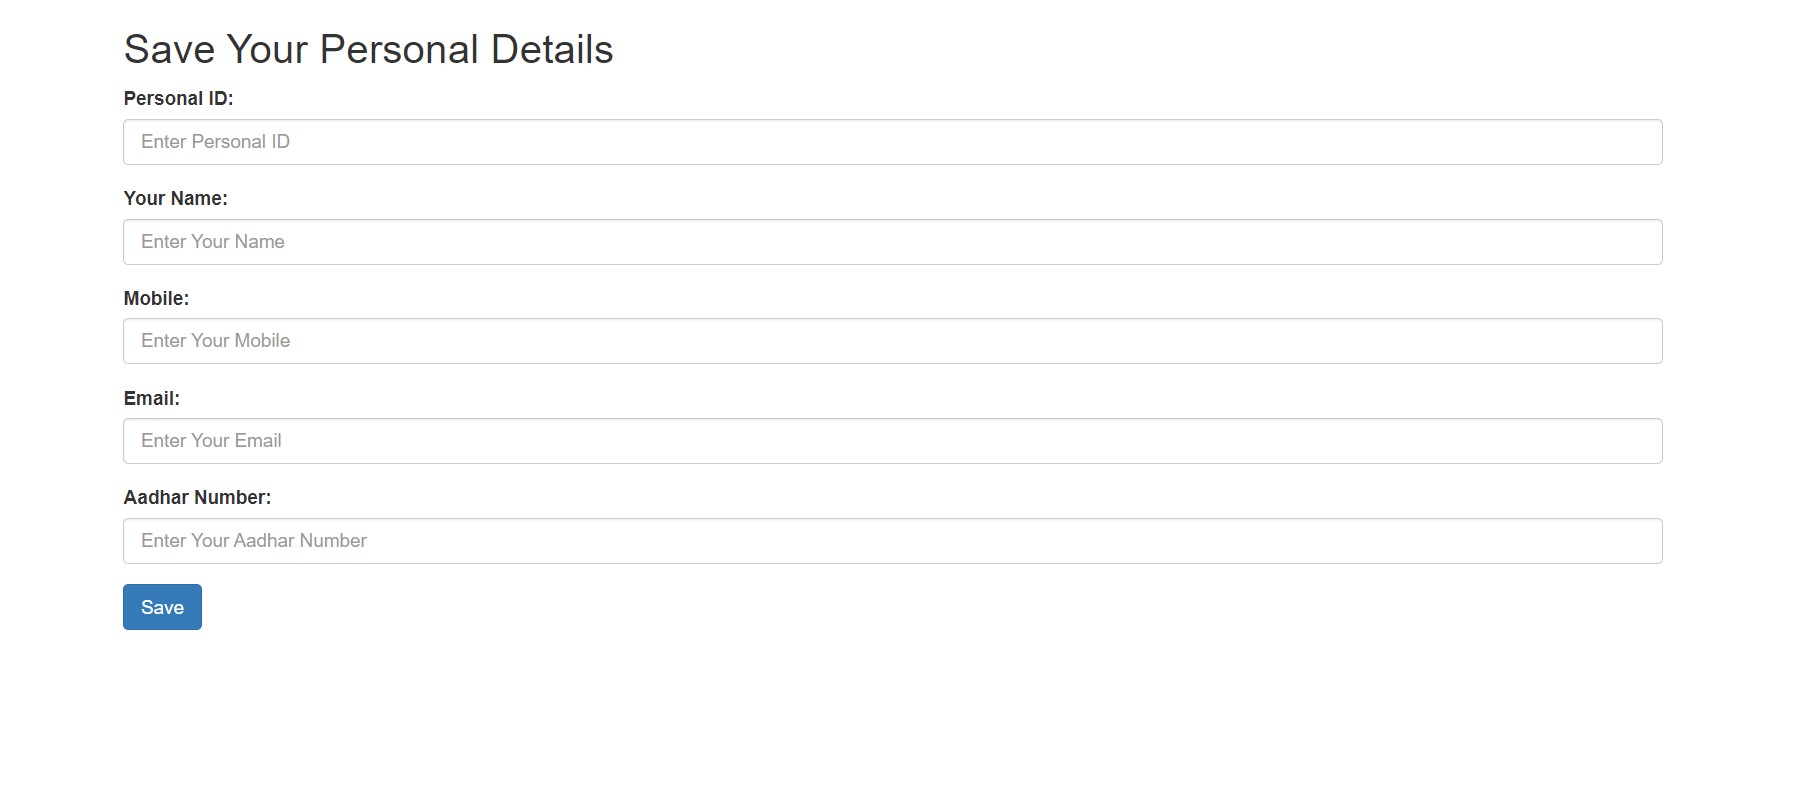 Save Your Personal Details
Personal ID:
Enter Personal ID
Your Name:
Enter Your Name
Mobile:
Enter Your Mobile
Email:
Enter Your Email
Aadhar Number:
Enter Your Aadhar Number
Save